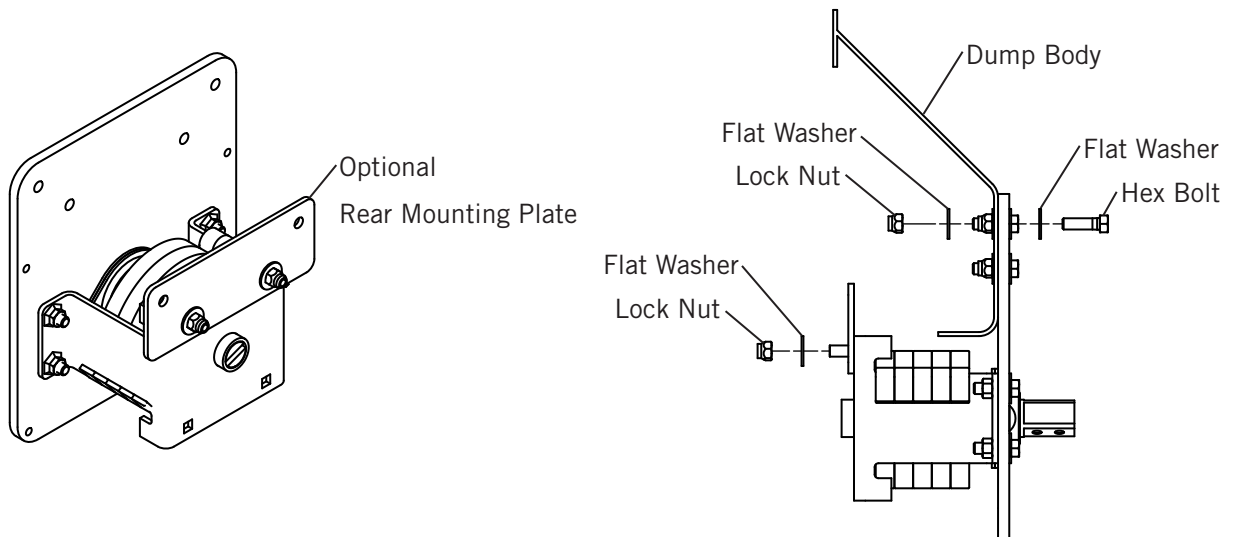 Optional
Rear Mounting Plate
Dump Body
Flat Washer
Lock Nut
Flat Washer
Hex Bolt
Flat Washer
Lock Nut